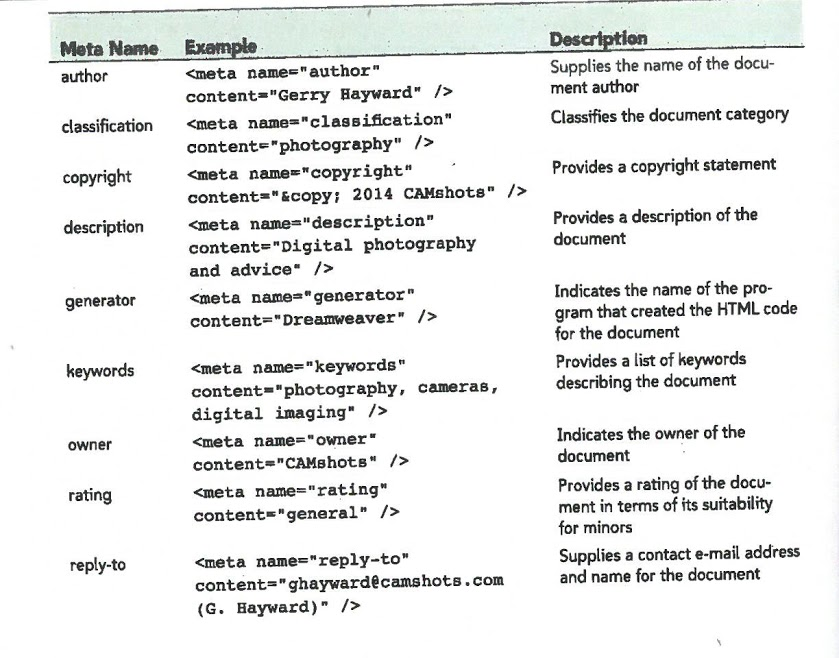 Meta Name Example Description
author <meta name="author" Supplies the name of the docu-
content="Gerry Hayward" /> ment author
classification <meta name="classification" Classifies the document category
content="photography" />
copyright <meta name="copyright" Provides a copyright statement
content="&copy; 2014 CAMshots" />
description <meta name="description" Provides a description of the
content="Digital photography document
and advice" />
generator <meta name="generator" Indicates the name of the pro-
content="Dreamweaver" /> gram that created the HTML code
for the document
keywords <meta name="keywords" Provides a list of keywords
content="photography, cameras, describing the document
digital imaging" />
owner <meta name="owner" Indicates the owner of the
content="CAMshots" /> document
rating <meta name="rating" Provides a rating of the docu-
content="general" /> ment in terms of its suitability
for minors
reply-to <meta name="reply-to" Supplies a contact e-mail address
content="ghayward@camshots.com and name for the document
(G. Hayward)" />